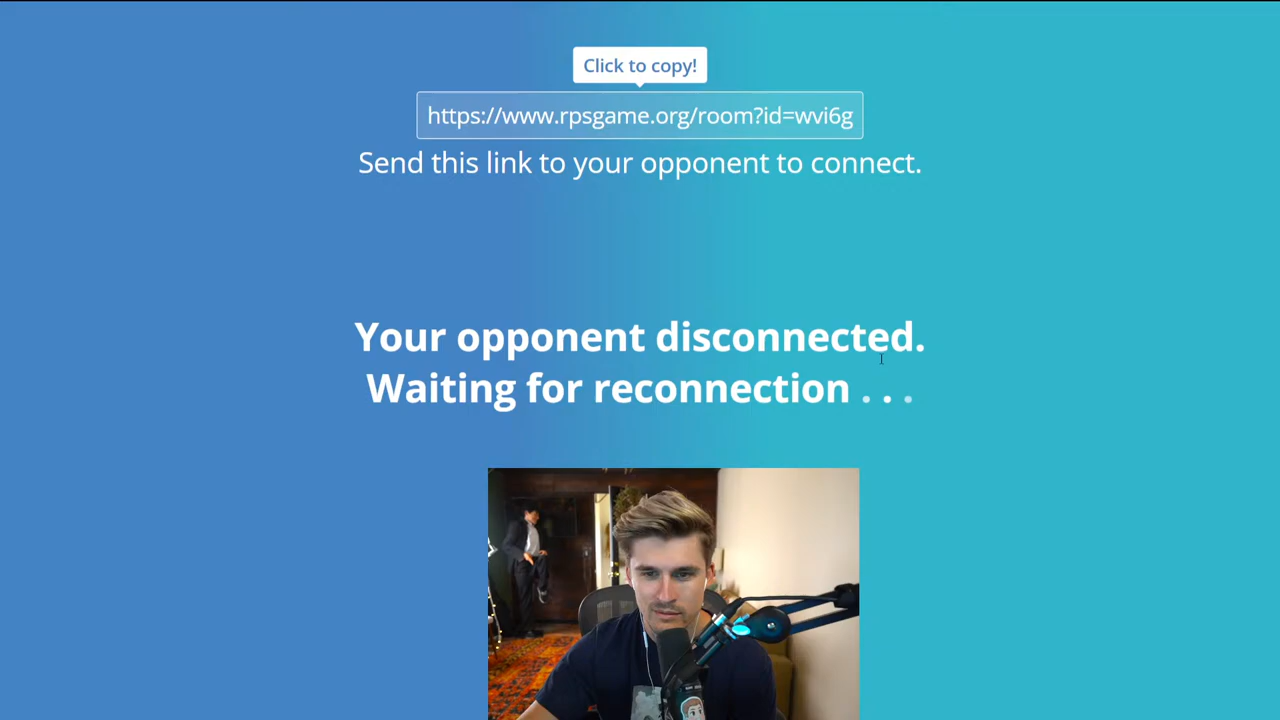 Click to copy!
https://www.rpsgame.org/room?id=wvi6g
Send this link to your opponent to connect.
Your opponent disconnected.
Waiting for reconnection . . .